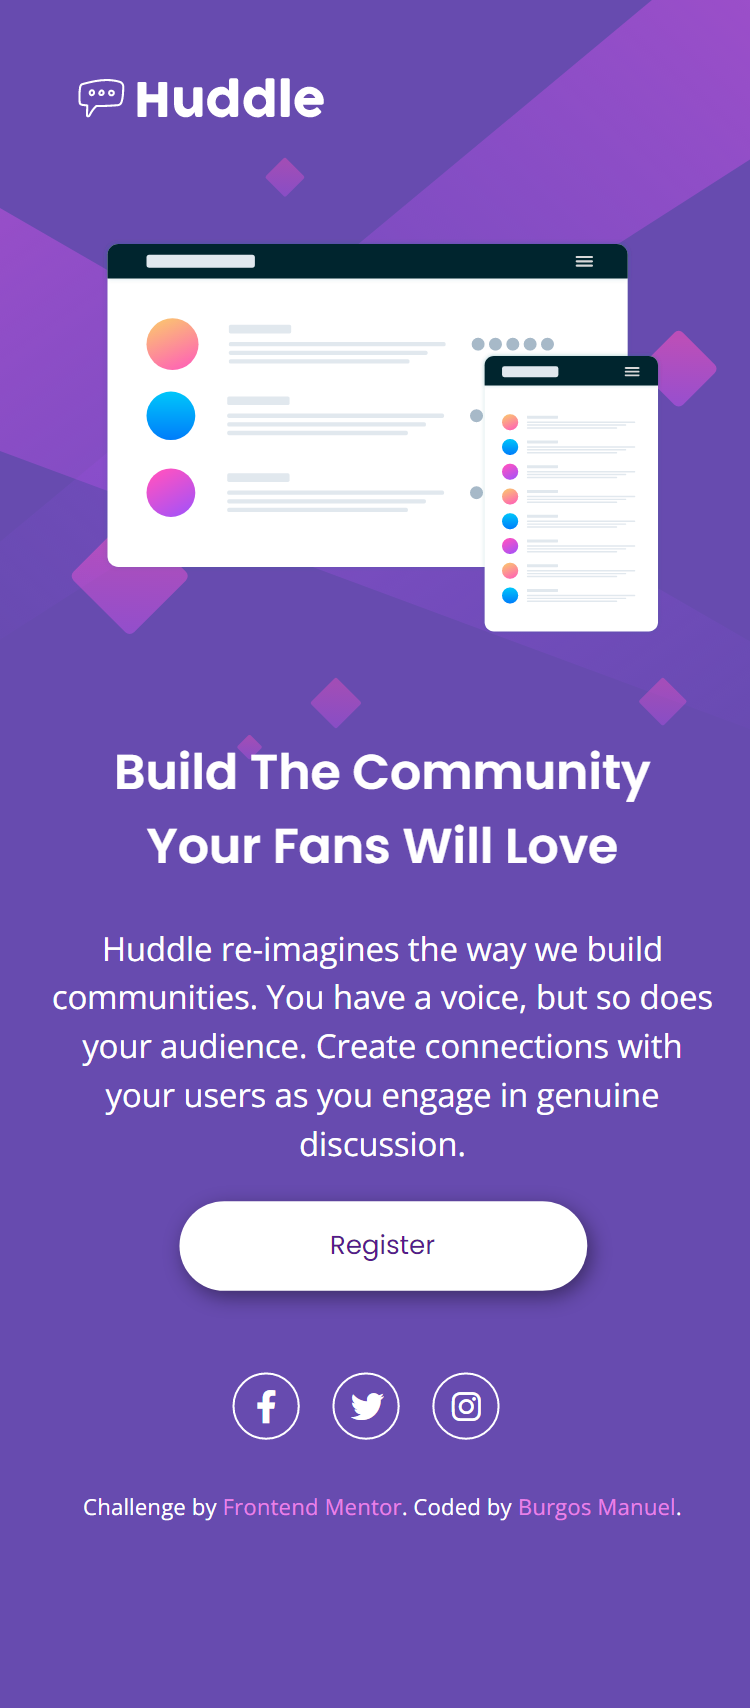 Huddle
Build The Community
Your Fans Will Love
Huddle re-imagines the way we build
communities. You have a voice, but so does
your audience. Create connections with
your users as you engage in genuine
discussion.
Register
Challenge by Frontend Mentor. Coded by Burgos Manuel.